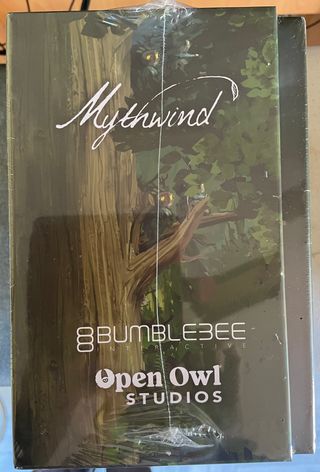 Mythwind
BUMBLEBEE
INTERACTIVE
Open Owl
STUDIOS